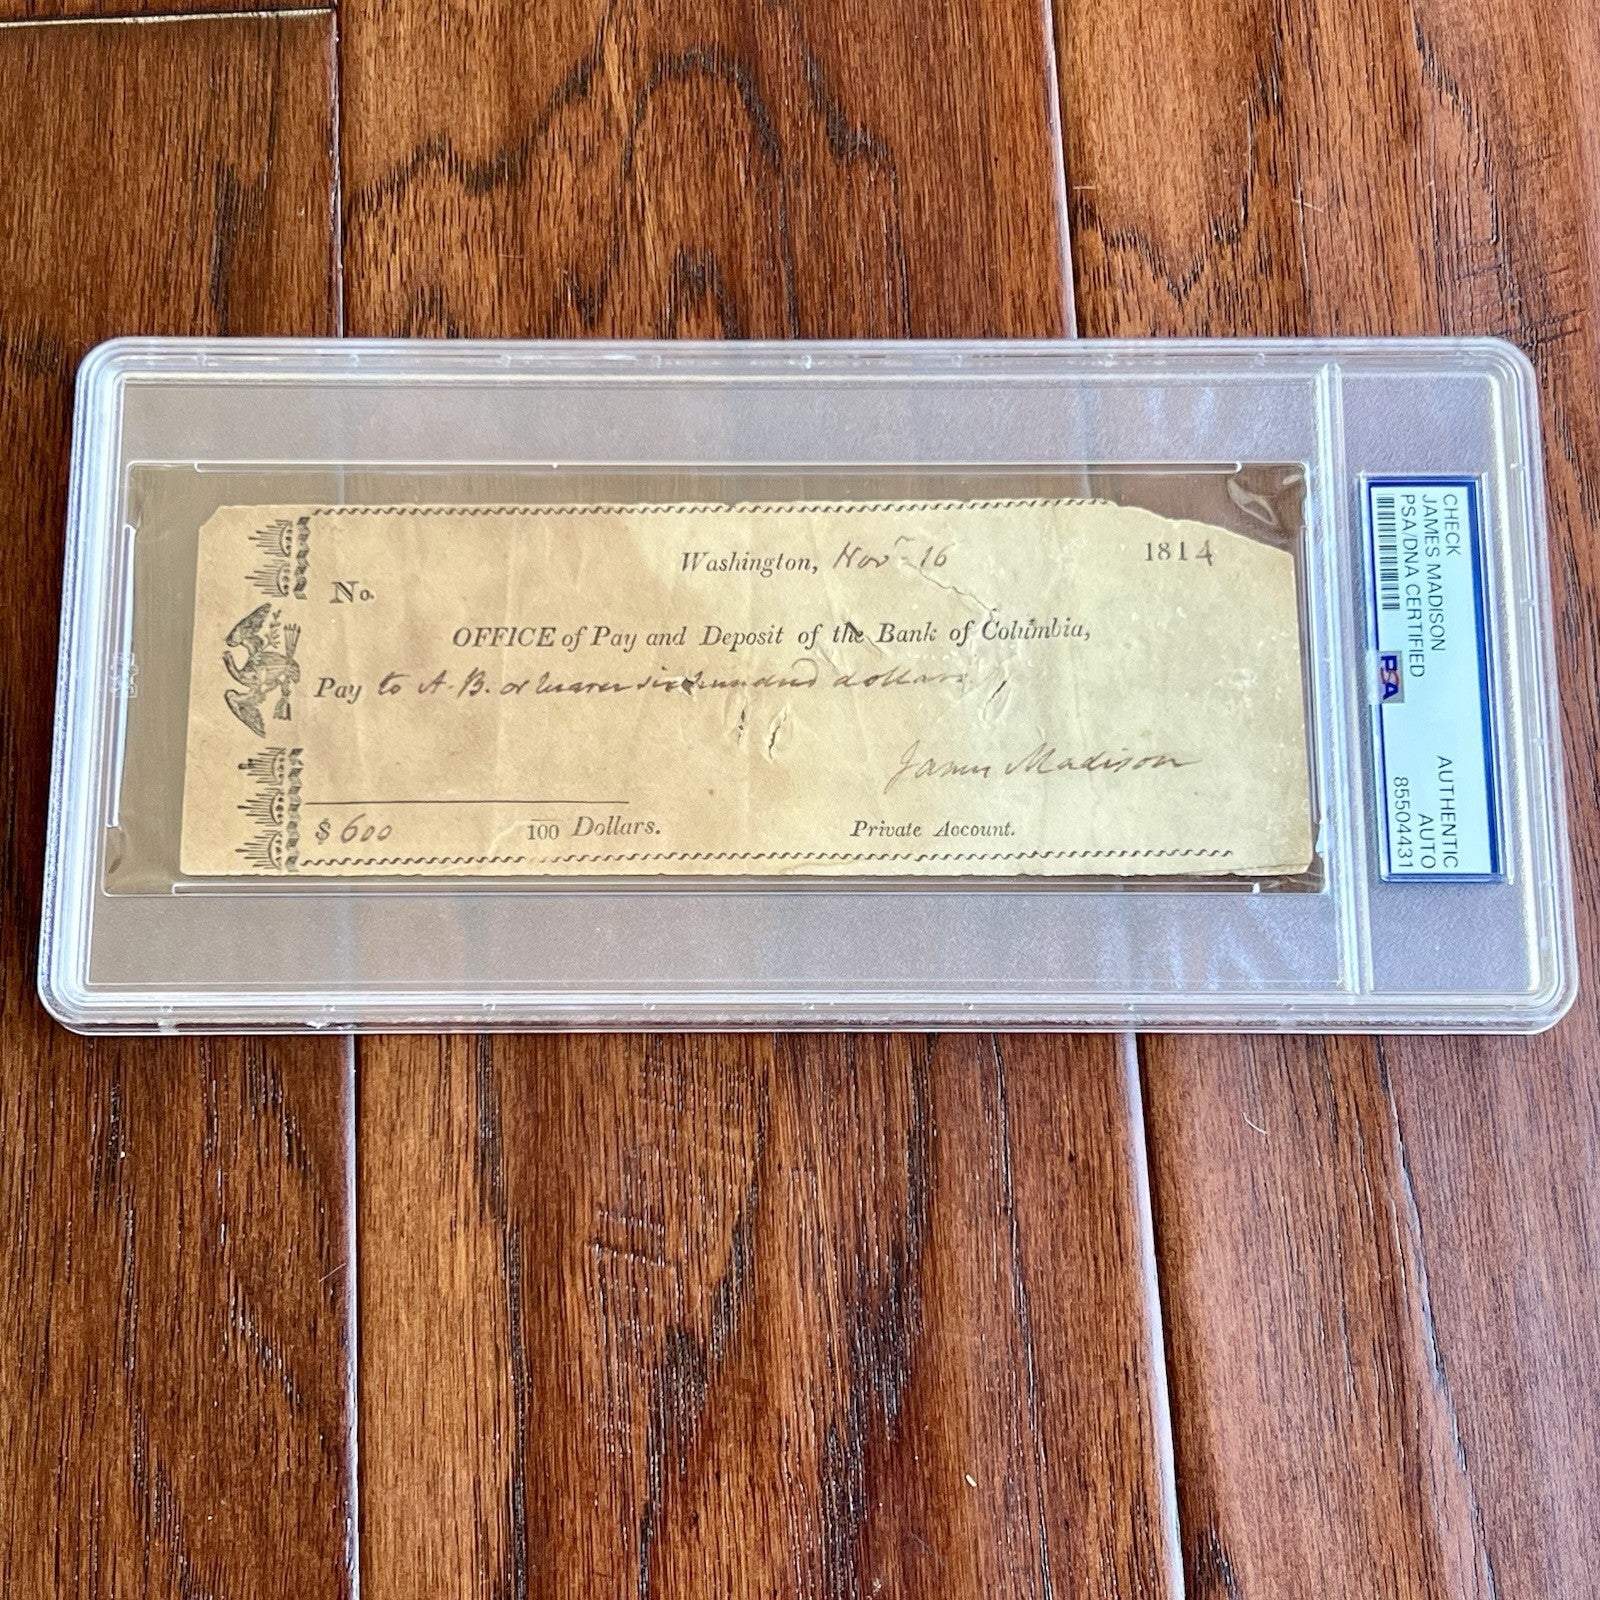 Washington, Novr 16 1814
No.
OFFICE of Pay and Deposit of the Bank of Columbia,
Pay to A. B. or bearer six hundred dollars
James Madison
$ 600 100 Dollars. Private Account.
CHECK
JAMES MADISON
PSA/DNA CERTIFIED
PSA
AUTHENTIC
AUTO
85504431